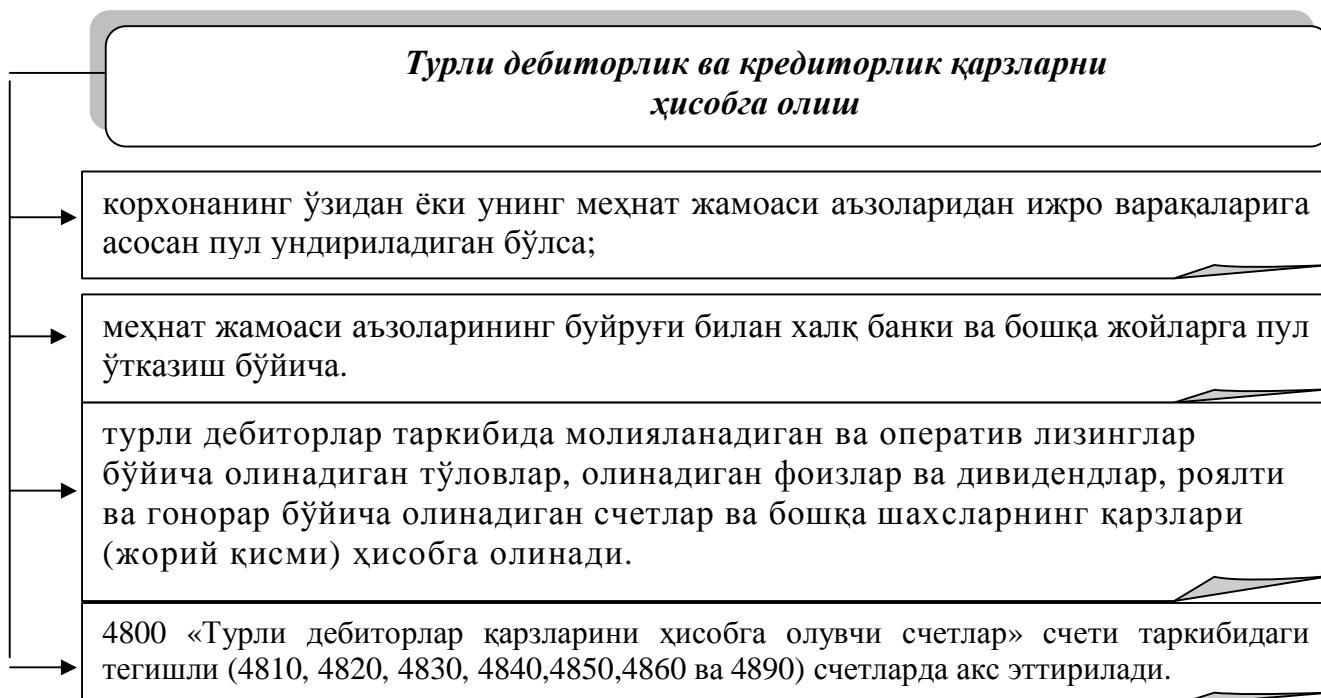 Турли дебиторлик ва кредиторлик қарзларни
ҳисобга олиш
корхонанинг ўзидан ёки унинг меҳнат жамоаси аъзоларидан ижро варақаларига
асосан пул ундириладиган бўлса;
меҳнат жамоаси аъзоларининг буйруғи билан халқ банки ва бошқа жойларга пул
ўтказиш бўйича.
турли дебиторлар таркибида молияланадиган ва оператив лизинглар
бўйича олинадиган тўловлар, олинадиган фоизлар ва дивидендлар, роялти
ва гонорар бўйича олинадиган счетлар ва бошқа шахсларнинг қарзлари
(жорий қисми) ҳисобга олинади.
4800 «Турли дебиторлар қарзларини ҳисобга олувчи счетлар» счети таркибидаги
тегишли (4810, 4820, 4830, 4840,4850,4860 ва 4890) счетларда акс эттирилади.